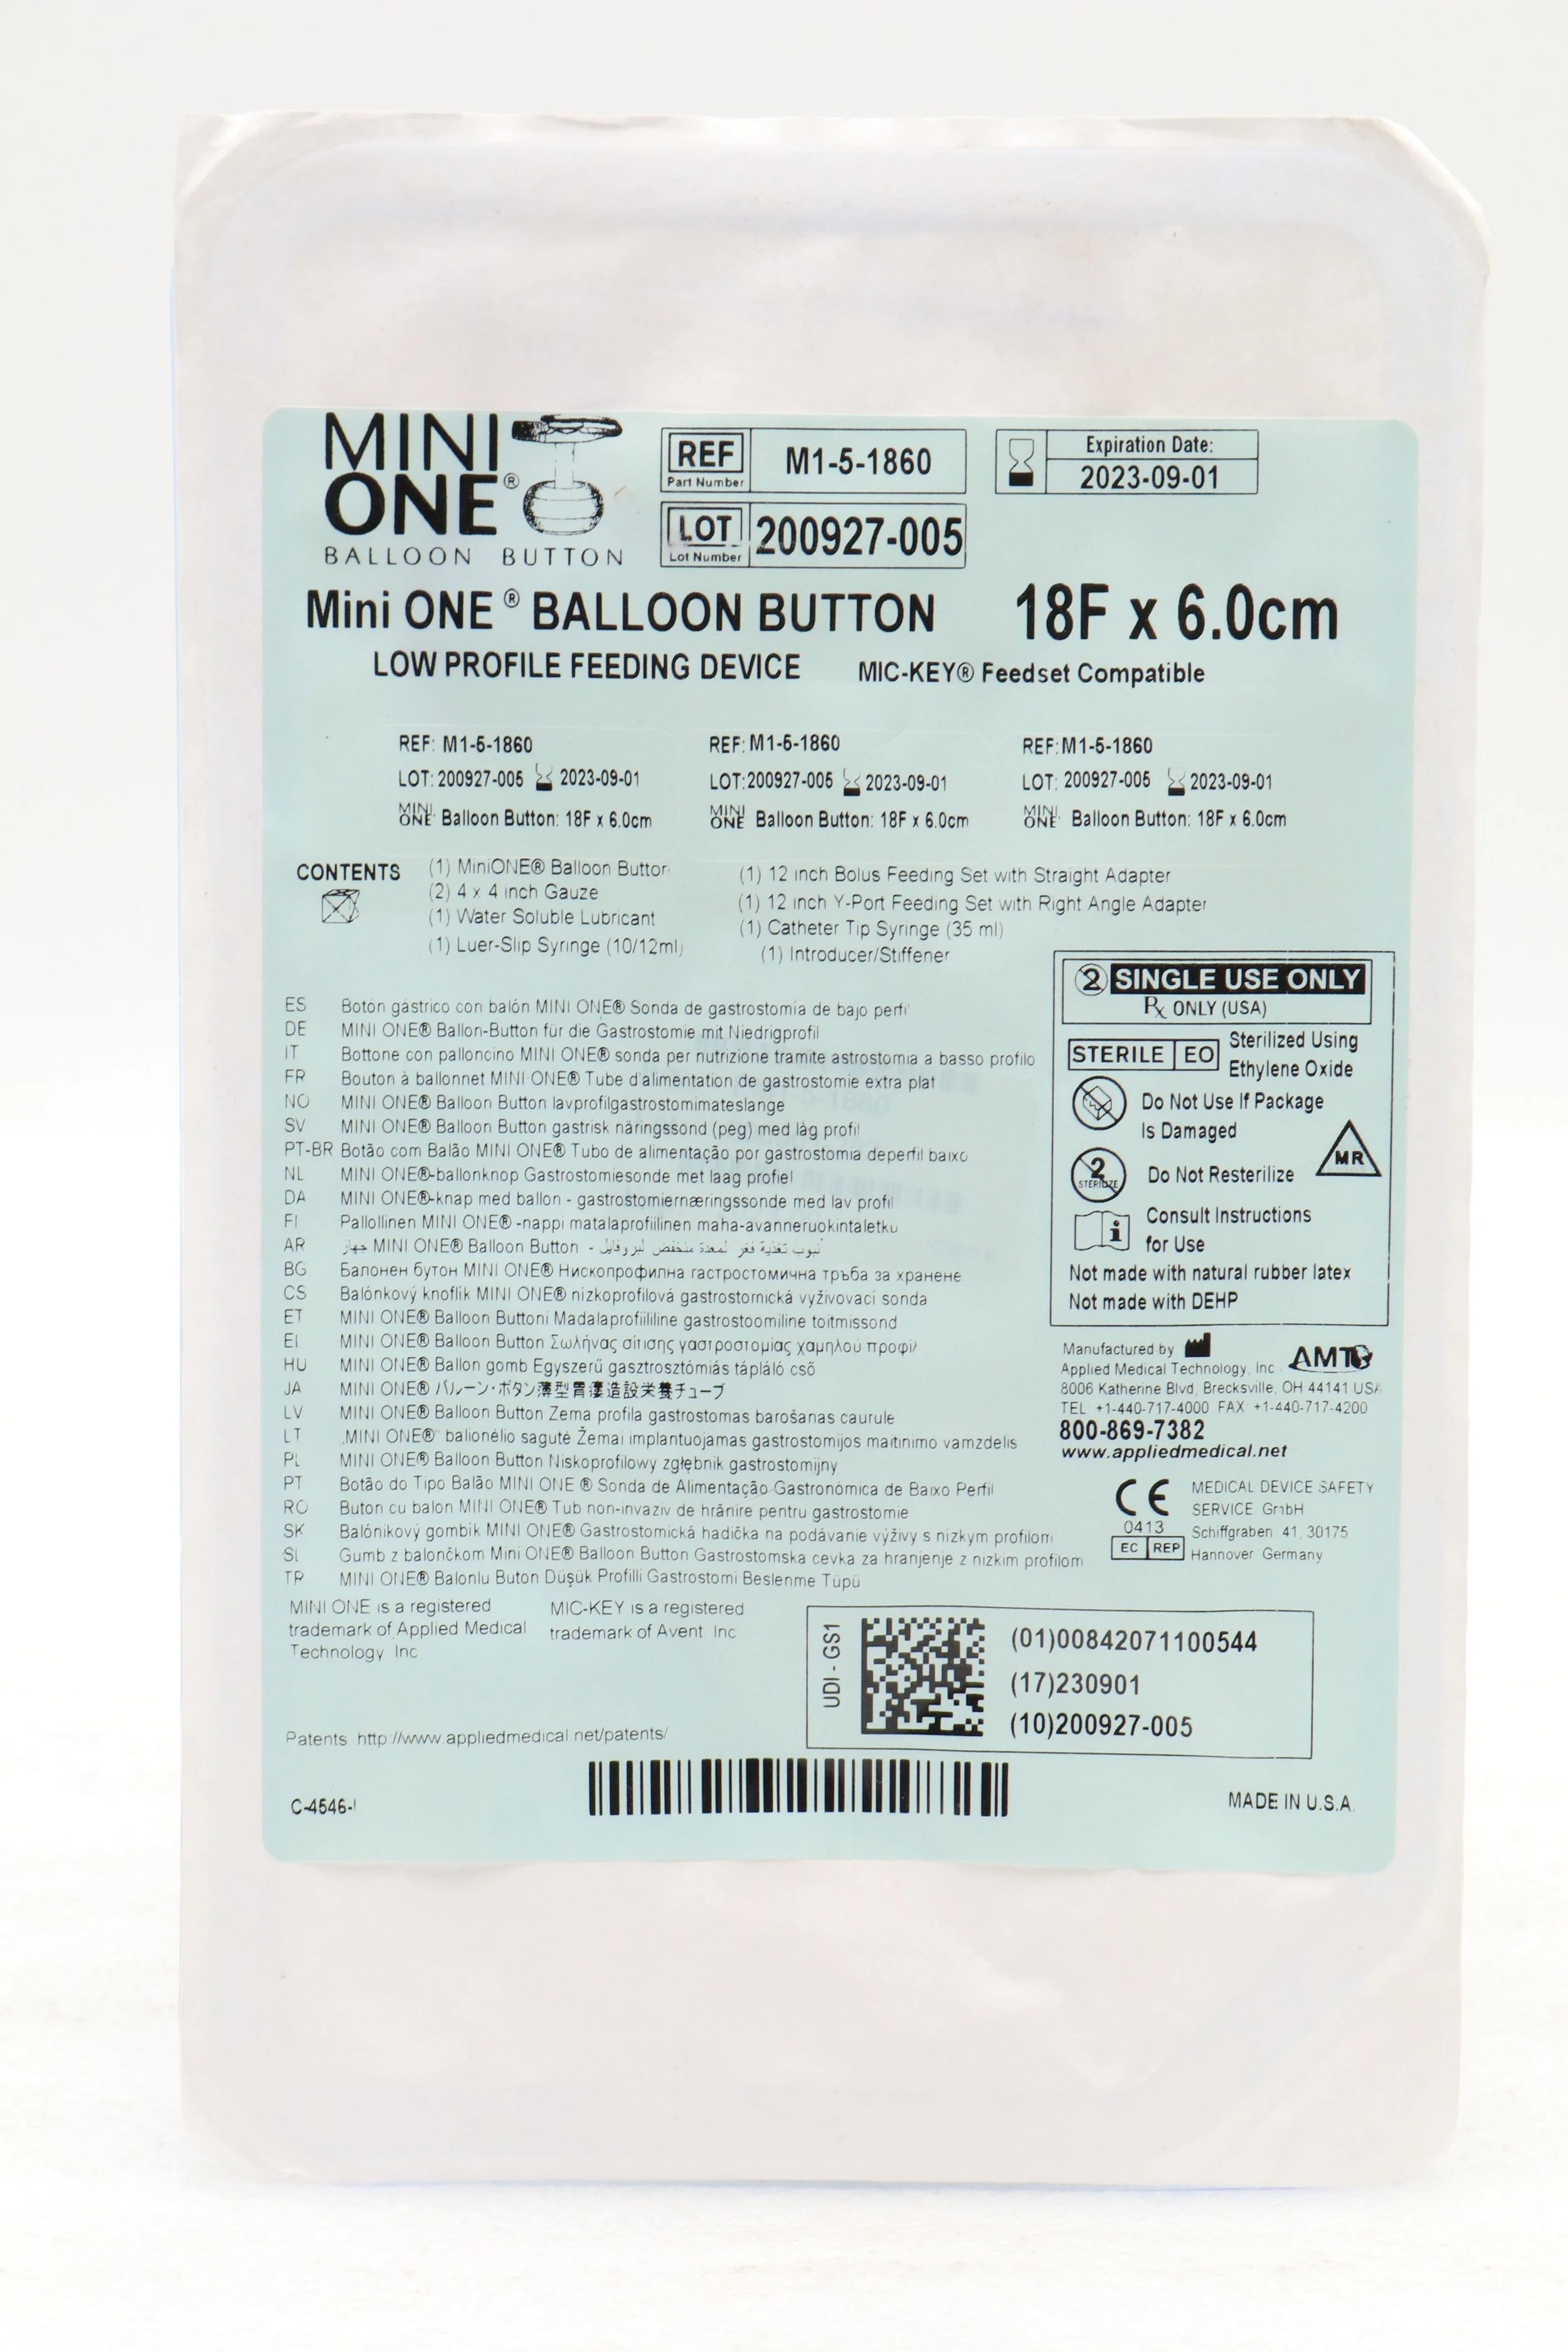 MINI
ONE®
BALLOON BUTTON
REF
Part Number
M1-5-1860
LOT
Lot Number
200927-005
Expiration Date:
2023-09-01
Mini ONE® BALLOON BUTTON 18F x 6.0cm
LOW PROFILE FEEDING DEVICE MIC-KEY® Feedset Compatible
REF: M1-5-1860
LOT: 200927-005 2023-09-01
MINI ONE Balloon Button: 18F x 6.0cm
REF: M1-5-1860
LOT: 200927-005 2023-09-01
MINI ONE Balloon Button: 18F x 6.0cm
REF: M1-5-1860
LOT: 200927-005 2023-09-01
MINI ONE Balloon Button: 18F x 6.0cm
CONTENTS
(1) MiniONE® Balloon Button
(2) 4 x 4 inch Gauze
(1) Water Soluble Lubricant
(1) Luer-Slip Syringe (10/12ml)
(1) 12 inch Bolus Feeding Set with Straight Adapter
(1) 12 inch Y-Port Feeding Set with Right Angle Adapter
(1) Catheter Tip Syringe (35 ml)
(1) Introducer/Stiffener
ES Botón gástrico con balón MINI ONE® Sonda de gastrostomia de bajo perfil
DE MINI ONE® Ballon-Button für die Gastrostomie mit Niedrigprofil
IT Bottone con palloncino MINI ONE® sonda per nutrizione tramite astrostomia a basso profilo
FR Bouton à ballonnet MINI ONE® Tube d'alimentation de gastrostomie extra plat
NO MINI ONE® Balloon Button lavprofilgastrostomimateslange
SV MINI ONE® Balloon Button gastrisk näringssond (peg) med låg profil
PT-BR Botão com Balão MINI ONE® Tubo de alimentação por gastrostomia deperfil baixo
NL MINI ONE®-ballonknop Gastrostomiesonde met laag profiel
DA MINI ONE®-knap med ballon - gastrostomiernæringssonde med lav profil
FI Pallollinen MINI ONE® -nappi matalaprofiilinen maha-avanneruokintaletku
AR جهاز MINI ONE® Balloon Button -
BG Балонен бутон MINI ONE® Нископрофилна гастростомична тръба за хранене
CS Balónkový knoflík MINI ONE® nízkoprofilová gastrostomická vyživovací sonda
ET MINI ONE® Balloon Buttoni Madalaprofiililine gastrostoomiline toitmissond
El MINI ONE® Balloon Button Σωλήνας σίτισης γαστροστομίας χαμηλού προφίλ
HU MINI ONE® Ballon gomb Egyszerű gasztrosztómiás tápláló cső
JA MINI ONE® バルーン・ボタン薄型胃瘻造設栄養チューブ
LV MINI ONE® Balloon Button Zema profila gastrostomas barošanas caurule
LT „MINI ONE®“ balionėlio sagutė Žemai implantuojamas gastrostomijos maitinimo vamzdelis
PL MINI ONE® Balloon Button Niskoprofilowy zgłębnik gastrostomijny
PT Botão do Tipo Balão MINI ONE ® Sonda de Alimentação Gastronómica de Baixo Perfil
RO Buton cu balon MINI ONE® Tub non-invaziv de hrănire pentru gastrostomie
SK Balónikový gombík MINI ONE® Gastrostomická hadička na podávanie výživy s nízkym profilom
SL Gumb z balončkom Mini ONE® Balloon Button Gastrostomska cevka za hranjenje z nizkim profilom
TR MINI ONE® Balonlu Buton Düşük Profilli Gastrostomi Beslenme Tüpü
2 SINGLE USE ONLY
Rx ONLY (USA)
STERILE EO
Sterilized Using
Ethylene Oxide
Do Not Use If Package
Is Damaged
MR
2
STERILIZE
Do Not Resterilize
Consult Instructions
for Use
Not made with natural rubber latex
Not made with DEHP
Manufactured by
AMT
Applied Medical Technology, Inc
8006 Katherine Blvd, Brecksville, OH 44141 USA
TEL +1-440-717-4000 FAX +1-440-717-4200
800-869-7382
www.appliedmedical.net
CE
0413
EC REP
MEDICAL DEVICE SAFETY
SERVICE GmbH
Schiffgraben 41, 30175
Hannover Germany
MINI ONE is a registered
trademark of Applied Medical
Technology Inc
MIC-KEY is a registered
trademark of Avent Inc
UDI - GS1
(01)00842071100544
(17)230901
(10)200927-005
Patents http://www.appliedmedical.net/patents/
C-4546-
MADE IN U.S.A.